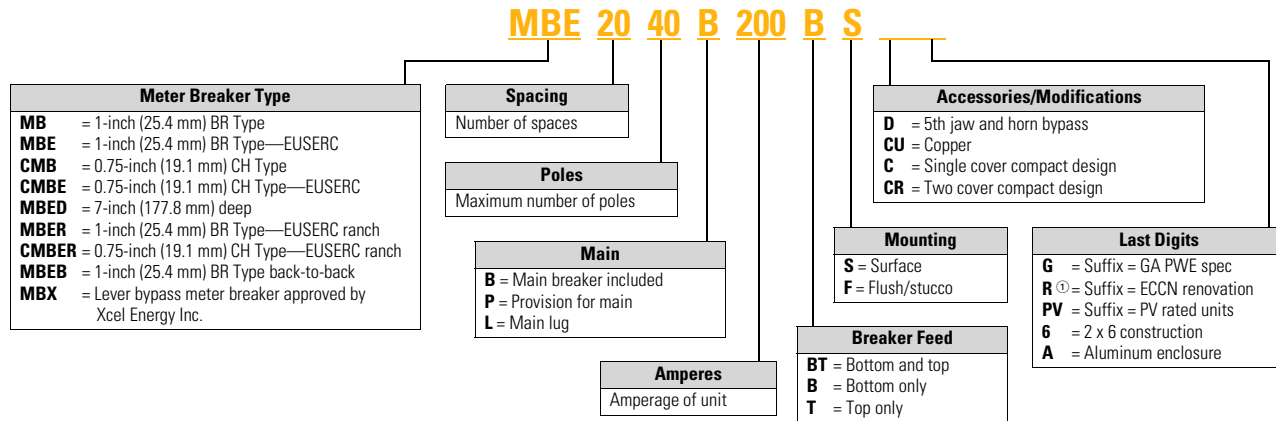 MBE 20 40 B 200 B S
Meter Breaker Type
MB = 1-inch (25.4 mm) BR Type
MBE = 1-inch (25.4 mm) BR Type—EUSERC
CMB = 0.75-inch (19.1 mm) CH Type
CMBE = 0.75-inch (19.1 mm) CH Type—EUSERC
MBED = 7-inch (177.8 mm) deep
MBER = 1-inch (25.4 mm) BR Type—EUSERC ranch
CMBER = 0.75-inch (19.1 mm) CH Type—EUSERC ranch
MBEB = 1-inch (25.4 mm) BR Type back-to-back
MBX = Lever bypass meter breaker approved by
Xcel Energy Inc.
Spacing
Number of spaces
Poles
Maximum number of poles
Main
B = Main breaker included
P = Provision for main
L = Main lug
Amperes
Amperage of unit
Accessories/Modifications
D = 5th jaw and horn bypass
CU = Copper
C = Single cover compact design
CR = Two cover compact design
Mounting
S = Surface
F = Flush/stucco
Breaker Feed
BT = Bottom and top
B = Bottom only
T = Top only
Last Digits
G = Suffix = GA PWE spec
R ① = Suffix = ECCN renovation
PV = Suffix = PV rated units
6 = 2 x 6 construction
A = Aluminum enclosure